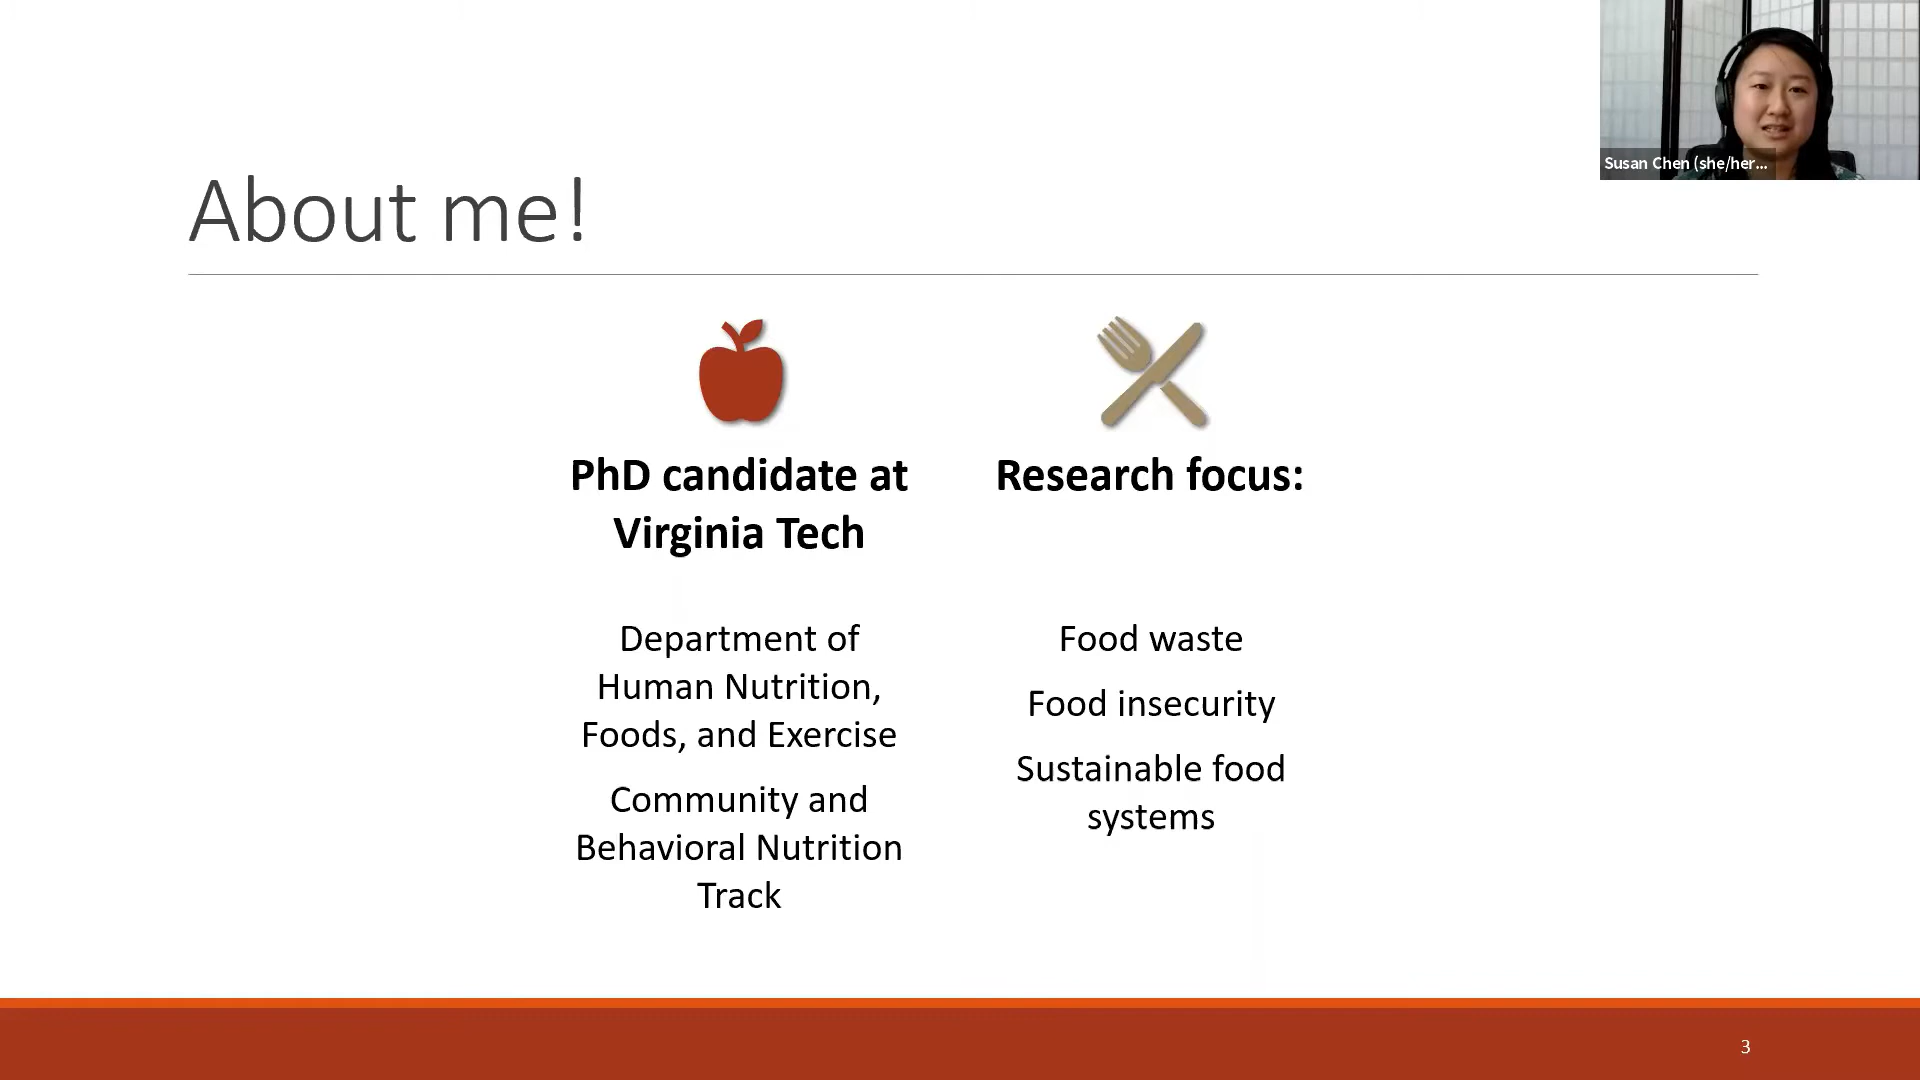 Susan Chen (she/her...
About me!
PhD candidate at
Virginia Tech
Department of
Human Nutrition,
Foods, and Exercise
Community and
Behavioral Nutrition
Track
Research focus:
Food waste
Food insecurity
Sustainable food
systems
3